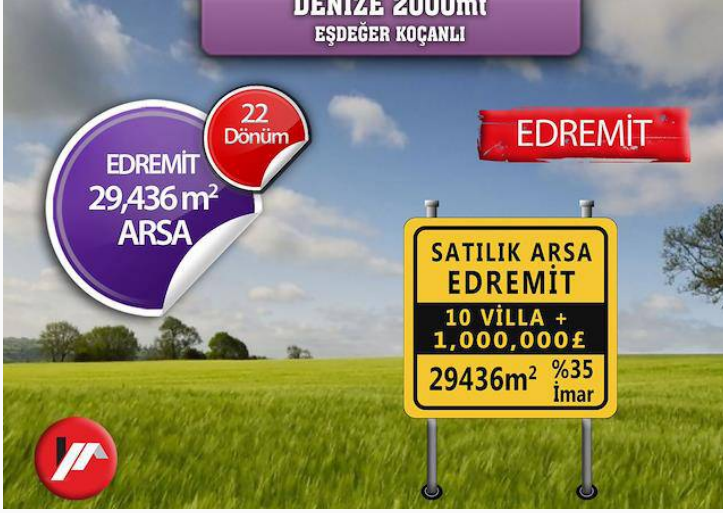 DENİZE 2000mt
EŞDEĞER KOÇANLI
22
Dönüm
EDREMİT
29,436 m²
ARSA
EDREMİT
SATILIK ARSA
EDREMİT
10 VİLLA +
1,000,000£
29436m² %35
İmar